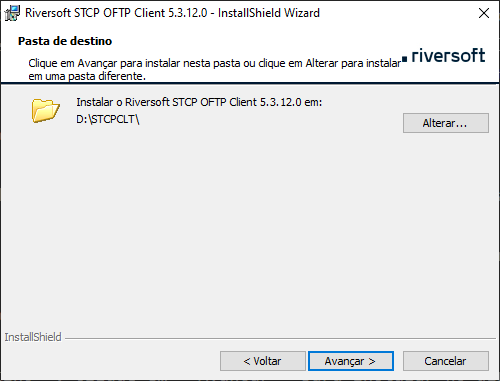 Riversoft STCP OFTP Client 5.3.12.0 - InstallShield Wizard
Pasta de destino
Clique em Avançar para instalar nesta pasta ou clique em Alterar para instalar
em uma pasta diferente.
riversoft
Instalar o Riversoft STCP OFTP Client 5.3.12.0 em:
D:\STCPCLT\
Alterar...
InstallShield
< Voltar
Avançar >
Cancelar